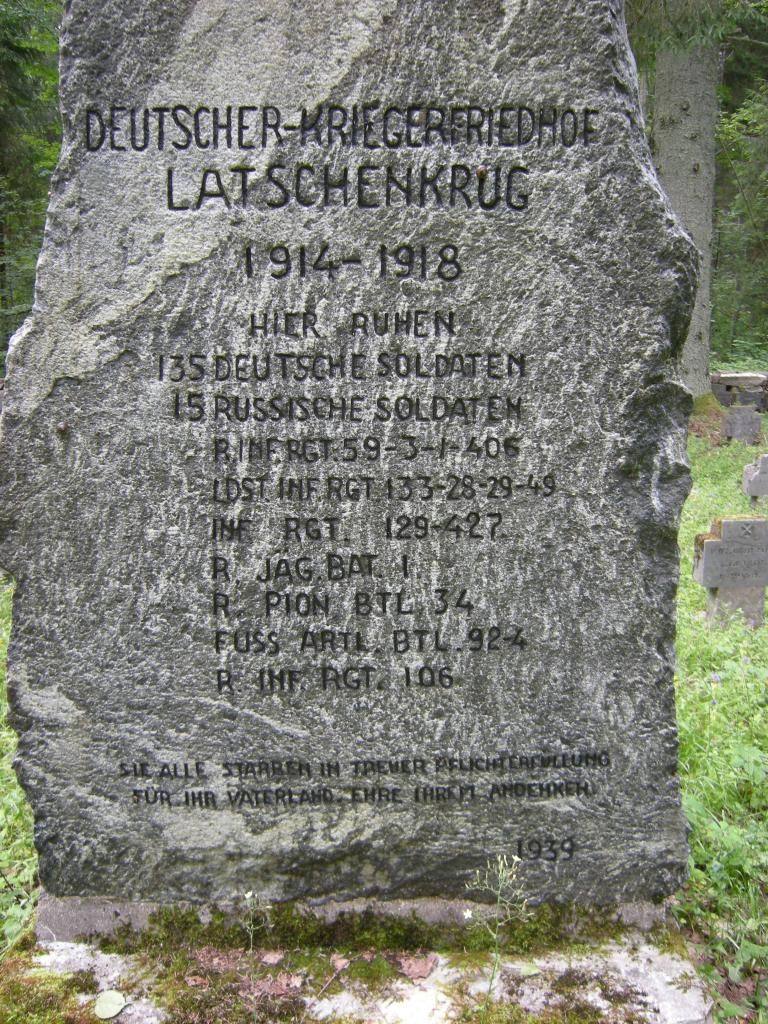 DEUTSCHER-KRIEGERFRIEDHOF
LATSCHENKRUG
1914-1918
HIER RUHEN
135 DEUTSCHE SOLDATEN
15 RUSSISCHE SOLDATEN
R. INF. RGT. 59-3-1-406
LDST. INF. RGT. 133-28-29-49
INF. RGT. 129-427.
R. JÄG. BAT. 1.
R. PION BTL. 34
FUSS ARTL. BTL. 92-4
R. INF. RGT. 106
SIE ALLE STARBEN IN TREUER PFLICHTERFÜLLUNG
FÜR IHR VATERLAND. EHRE IHREM ANDENKEN.
1939